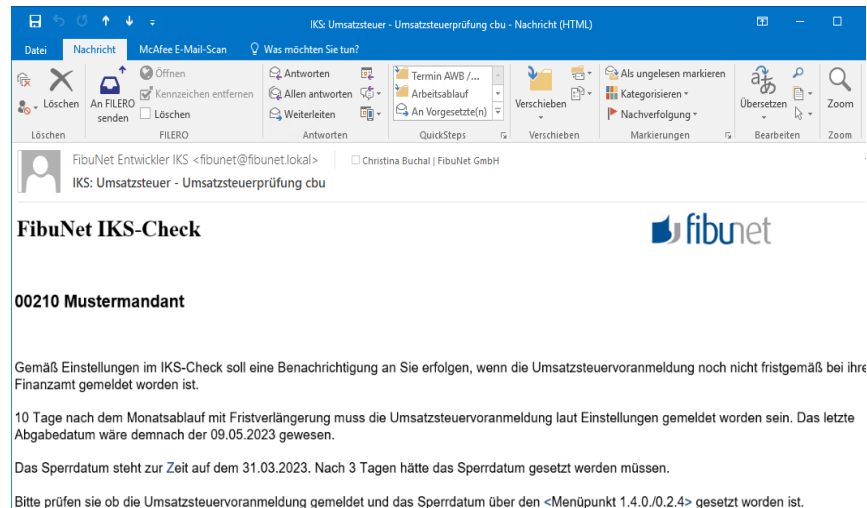 IKS: Umsatzsteuer - Umsatzsteuerprüfung cbu - Nachricht (HTML)
Datei Nachricht McAfee E-Mail-Scan Was möchten Sie tun?
Löschen
An FILERO senden
Öffnen
Kennzeichen entfernen
Löschen
Antworten
Allen antworten
Weiterleiten
Termin AWB /...
Arbeitsablauf
An Vorgesetzte(n)
Verschieben
Als ungelesen markieren
Kategorisieren
Nachverfolgung
Übersetzen
Zoom
Löschen FILERO Antworten QuickSteps Verschieben Markierungen Bearbeiten Zoom
FibuNet Entwickler IKS <fibunet@fibunet.lokal> Christina Buchal | FibuNet GmbH
IKS: Umsatzsteuer - Umsatzsteuerprüfung cbu
FibuNet IKS-Check
fibunet
00210 Mustermandant
Gemäß Einstellungen im IKS-Check soll eine Benachrichtigung an Sie erfolgen, wenn die Umsatzsteuervoranmeldung noch nicht fristgemäß bei ihre
Finanzamt gemeldet worden ist.
10 Tage nach dem Monatsablauf mit Fristverlängerung muss die Umsatzsteuervoranmeldung laut Einstellungen gemeldet worden sein. Das letzte
Abgabedatum wäre demnach der 09.05.2023 gewesen.
Das Sperrdatum steht zur Zeit auf dem 31.03.2023. Nach 3 Tagen hätte das Sperrdatum gesetzt werden müssen.
Bitte prüfen sie ob die Umsatzsteuervoranmeldung gemeldet und das Sperrdatum über den <Menüpunkt 1.4.0./0.2.4> gesetzt worden ist.